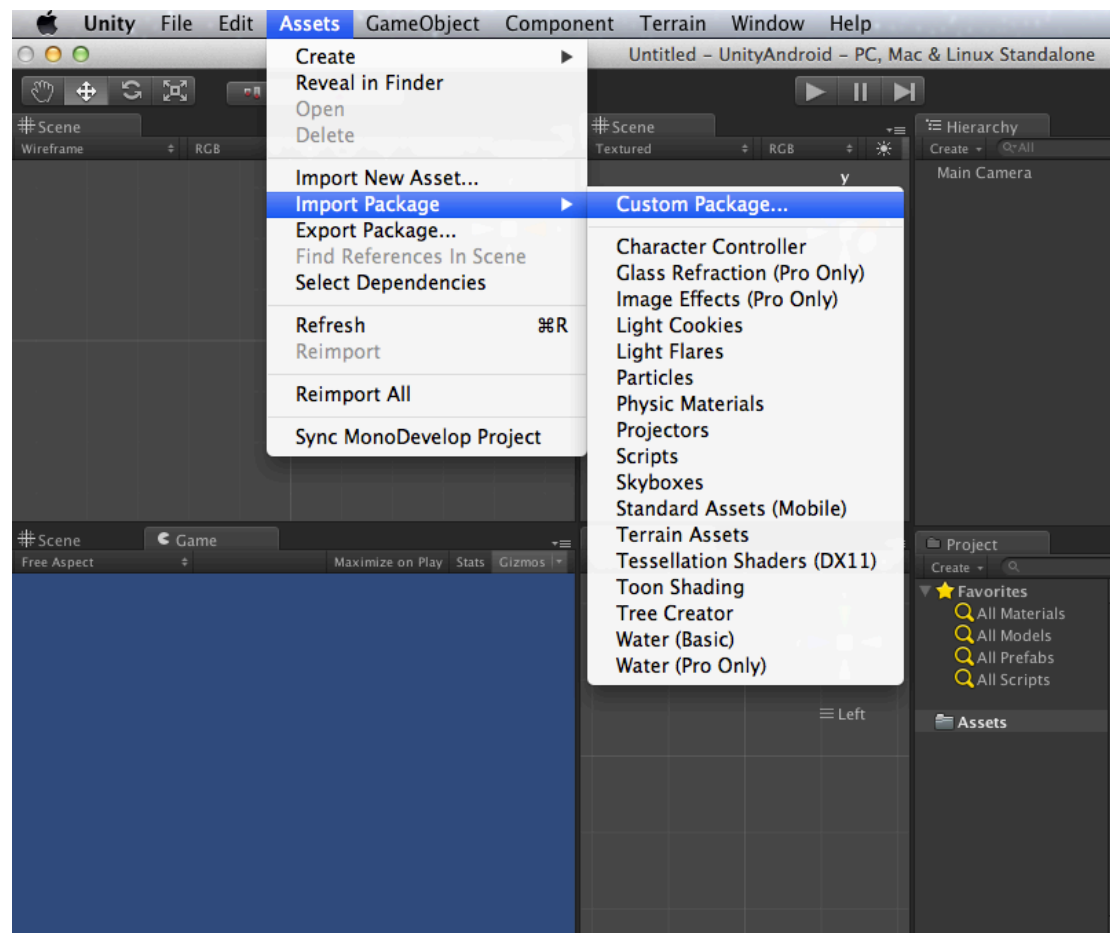 Unity File Edit Assets GameObject Component Terrain Window Help
Untitled – UnityAndroid – PC, Mac & Linux Standalone
Create
Reveal in Finder
Open
Delete
Import New Asset...
Import Package
Export Package...
Find References In Scene
Select Dependencies
Refresh ⌘R
Reimport
Reimport All
Sync MonoDevelop Project
Custom Package...
Character Controller
Glass Refraction (Pro Only)
Image Effects (Pro Only)
Light Cookies
Light Flares
Particles
Physic Materials
Projectors
Scripts
Skyboxes
Standard Assets (Mobile)
Terrain Assets
Tessellation Shaders (DX11)
Toon Shading
Tree Creator
Water (Basic)
Water (Pro Only)
Scene
Wireframe RGB
Scene
Textured RGB
y
Hierarchy
Create All
Main Camera
Scene Game
Free Aspect Maximize on Play Stats Gizmos
Left
Project
Create
Favorites
All Materials
All Models
All Prefabs
All Scripts
Assets